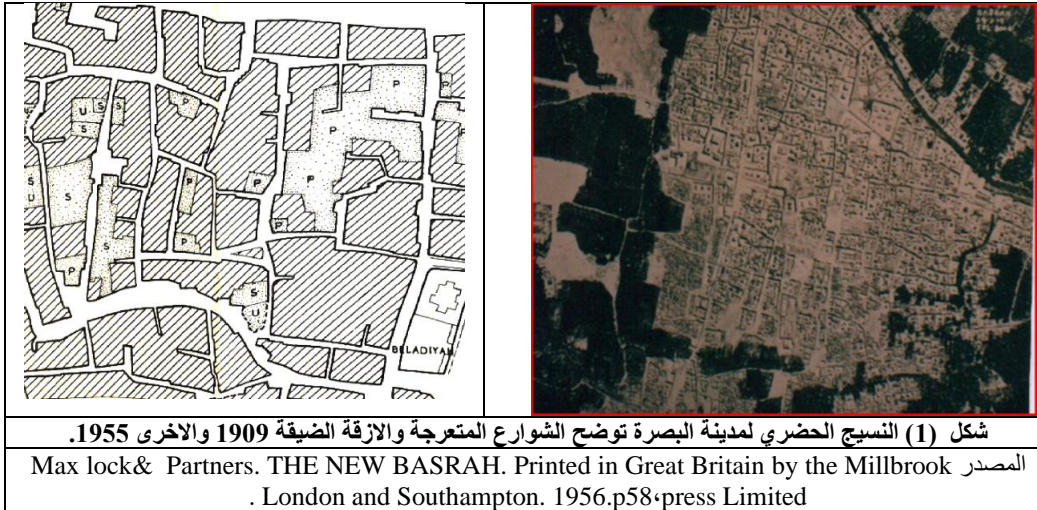 P
U
S
S
S
P
P
P
P
S
U
S
P
P
S
P
P
P
S
U
BELADIYAH
شكل (1) النسيج الحضري لمدينة البصرة توضح الشوارع المتعرجة والازقة الضيقة 1909 والاخرى 1955.
المصدر Max lock& Partners. THE NEW BASRAH. Printed in Great Britain by the Millbrook
. London and Southampton. 1956.p58،press Limited